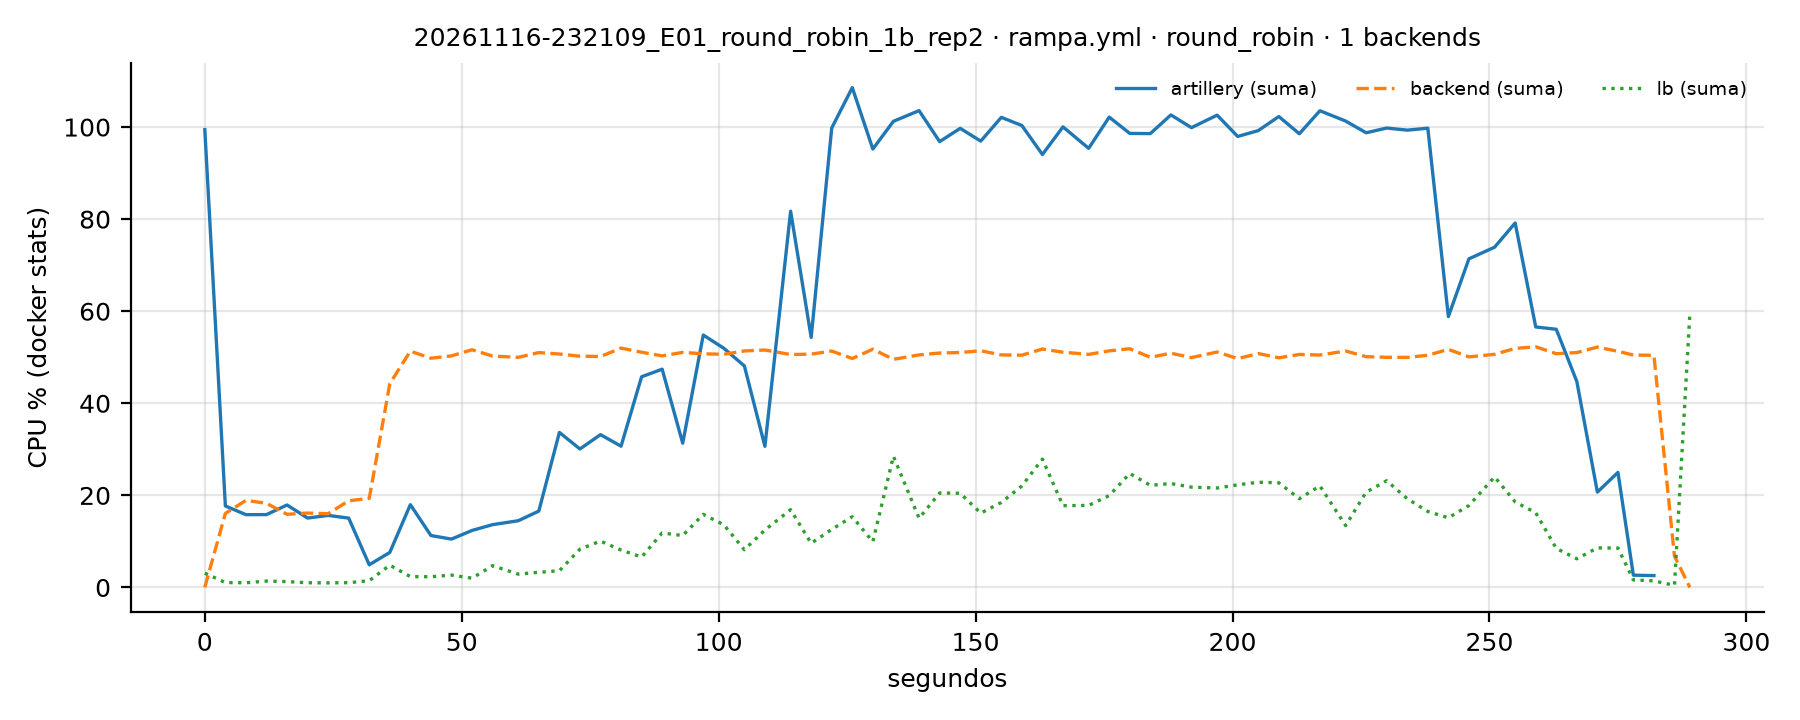 20261116-232109_E01_round_robin_1b_rep2 · rampa.yml · round_robin · 1 backends
artillery (suma)
backend (suma)
lb (suma)
CPU % (docker stats)
100
80
60
40
20
0
0
50
100
150
200
250
300
segundos